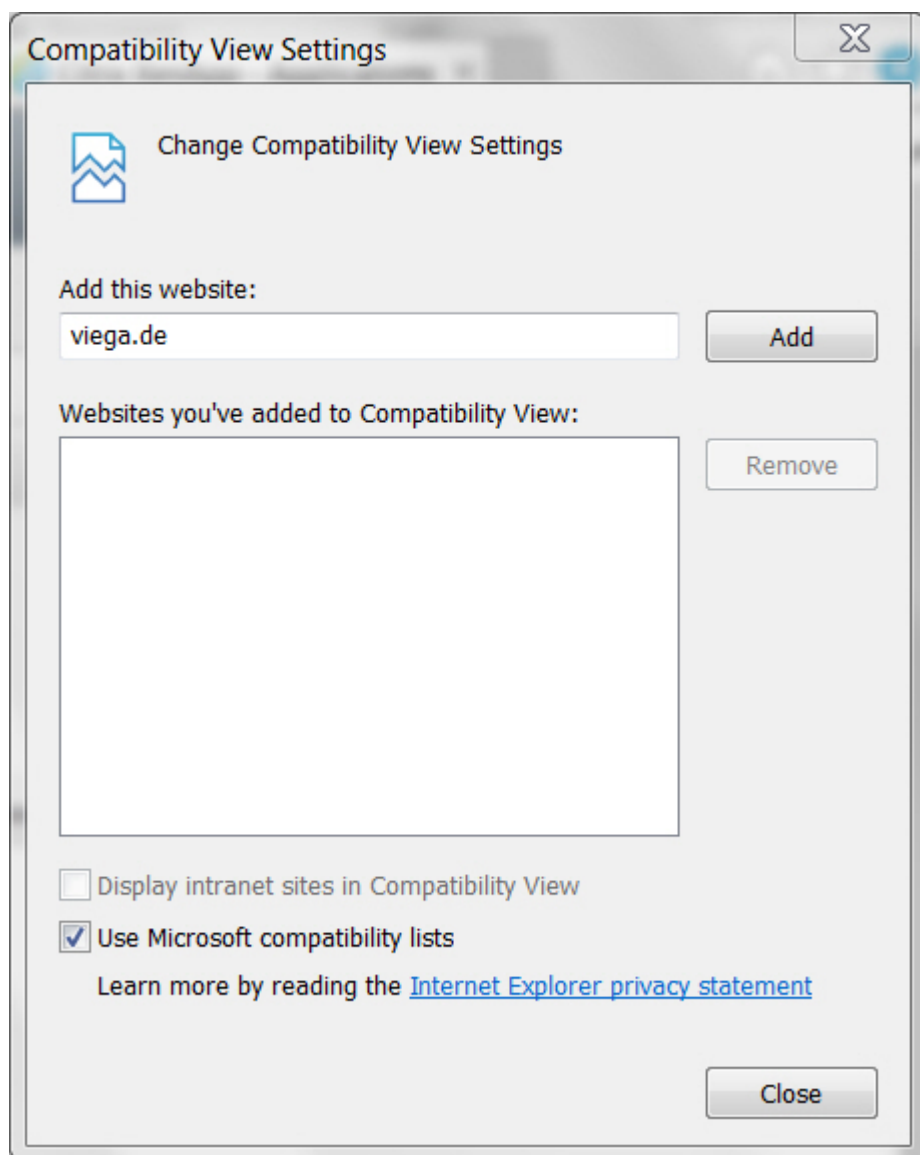 Compatibility View Settings
Change Compatibility View Settings
Add this website:
viega.de
Add
Websites you've added to Compatibility View:
Remove
Display intranet sites in Compatibility View
Use Microsoft compatibility lists
Learn more by reading the Internet Explorer privacy statement
Close